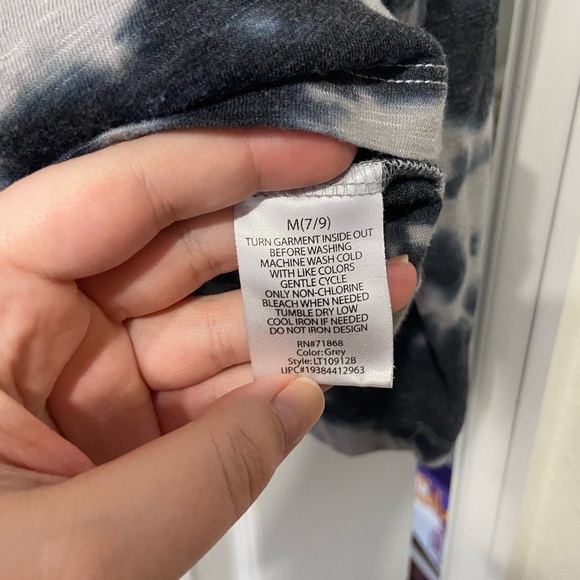 M(7/9)
TURN GARMENT INSIDE OUT
BEFORE WASHING
MACHINE WASH COLD
WITH LIKE COLORS
GENTLE CYCLE
ONLY NON-CHLORINE
BLEACH WHEN NEEDED
TUMBLE DRY LOW
COOL IRON IF NEEDED
DO NOT IRON DESIGN
RN#71868
Color:Grey
Style:LT10912B
UPC#19384412963